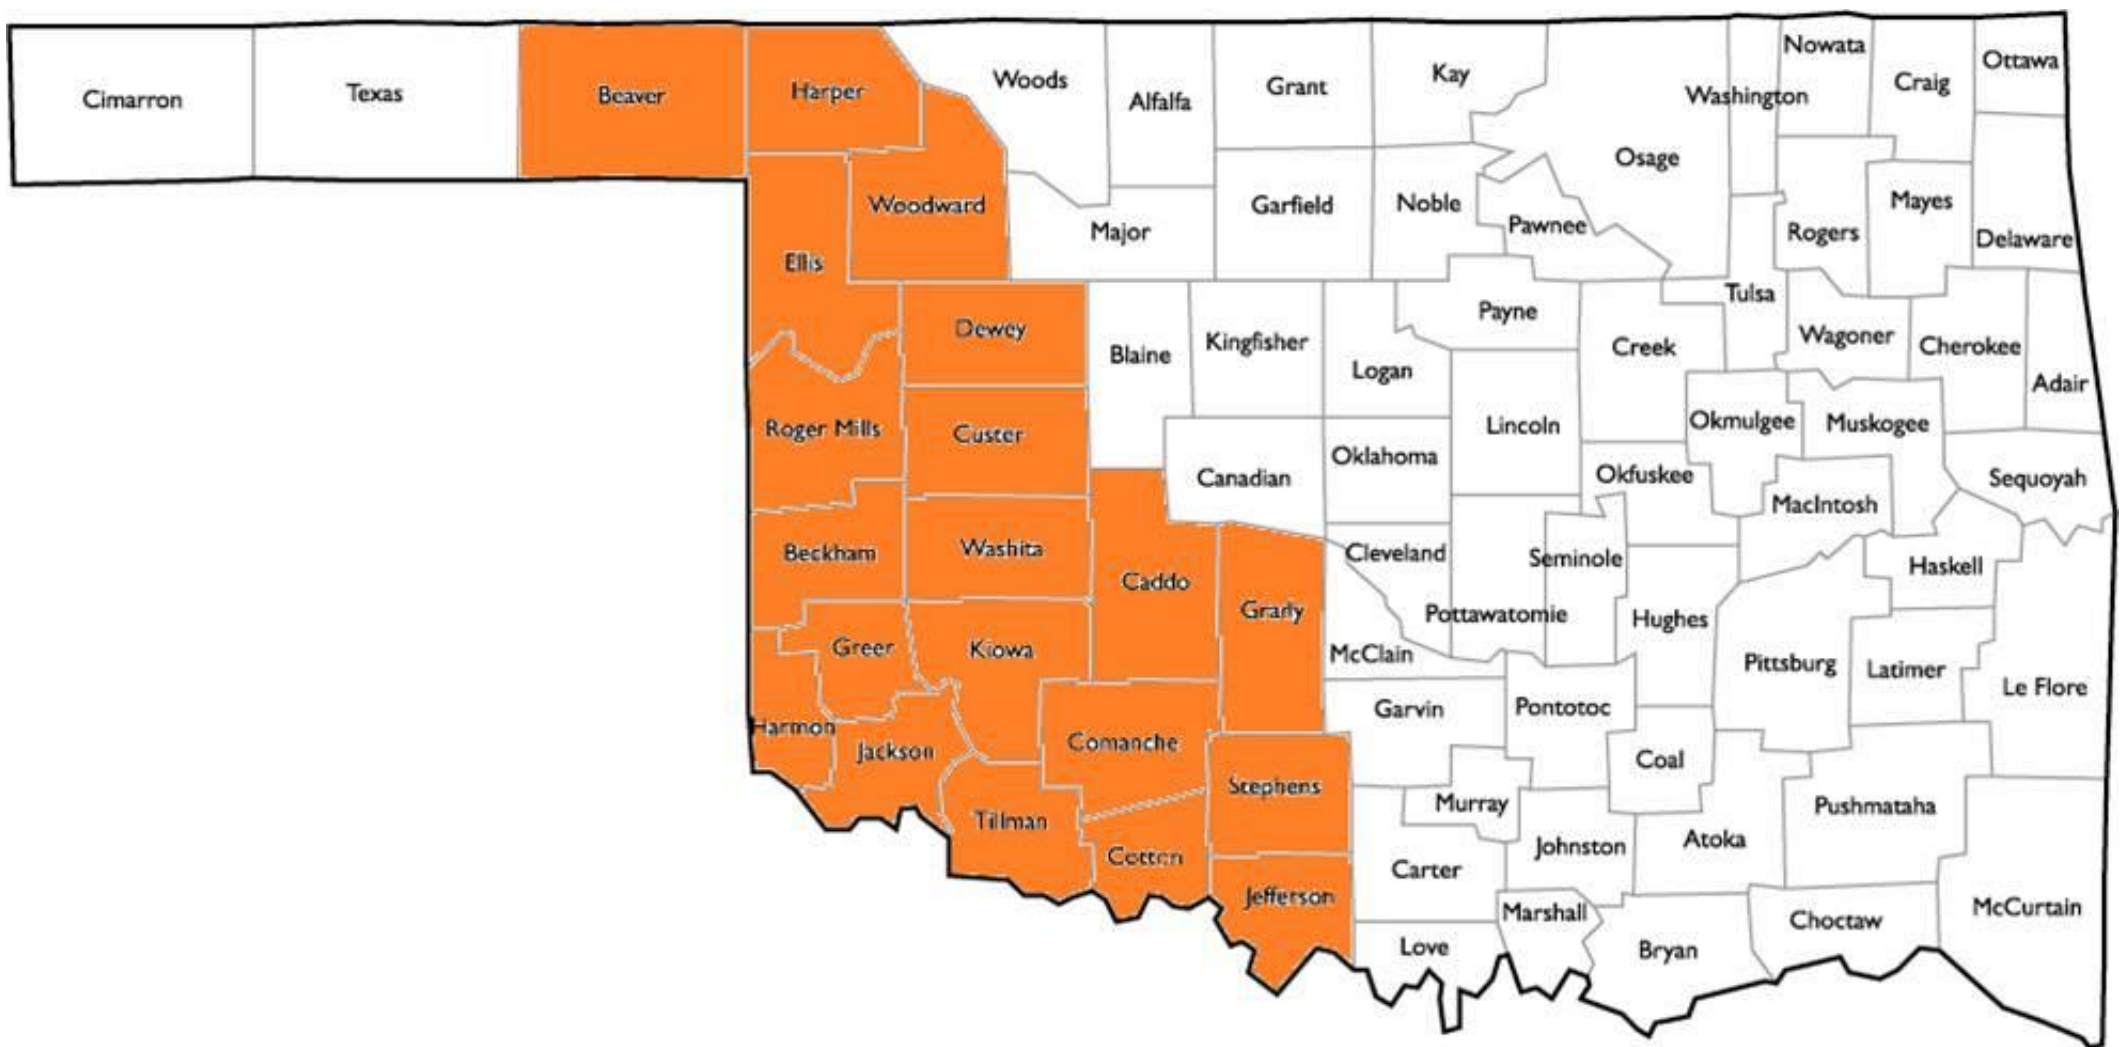 Cimarron
Texas
Beaver
Harper
Woods
Alfalfa
Grant
Kay
Washington
Nowata
Craig
Ottawa
Osage
Woodward
Ellis
Major
Garfield
Noble
Pawnee
Rogers
Mayes
Delaware
Dewey
Blaine
Kingfisher
Logan
Payne
Creek
Tulsa
Wagoner
Cherokee
Adair
Roger Mills
Custer
Canadian
Oklahoma
Lincoln
Okfuskee
Okmulgee
Muskogee
Sequoyah
MacIntosh
Beckham
Washita
Caddo
Grady
Cleveland
Seminole
Pottawatomie
Hughes
Haskell
Greer
Kiowa
McClain
Pittsburg
Latimer
Le Flore
Harmon
Jackson
Comanche
Stephens
Garvin
Pontotoc
Coal
Murray
Pushmataha
Tillman
Cotton
Jefferson
Carter
Johnston
Atoka
Marshall
Love
Bryan
Choctaw
McCurtain